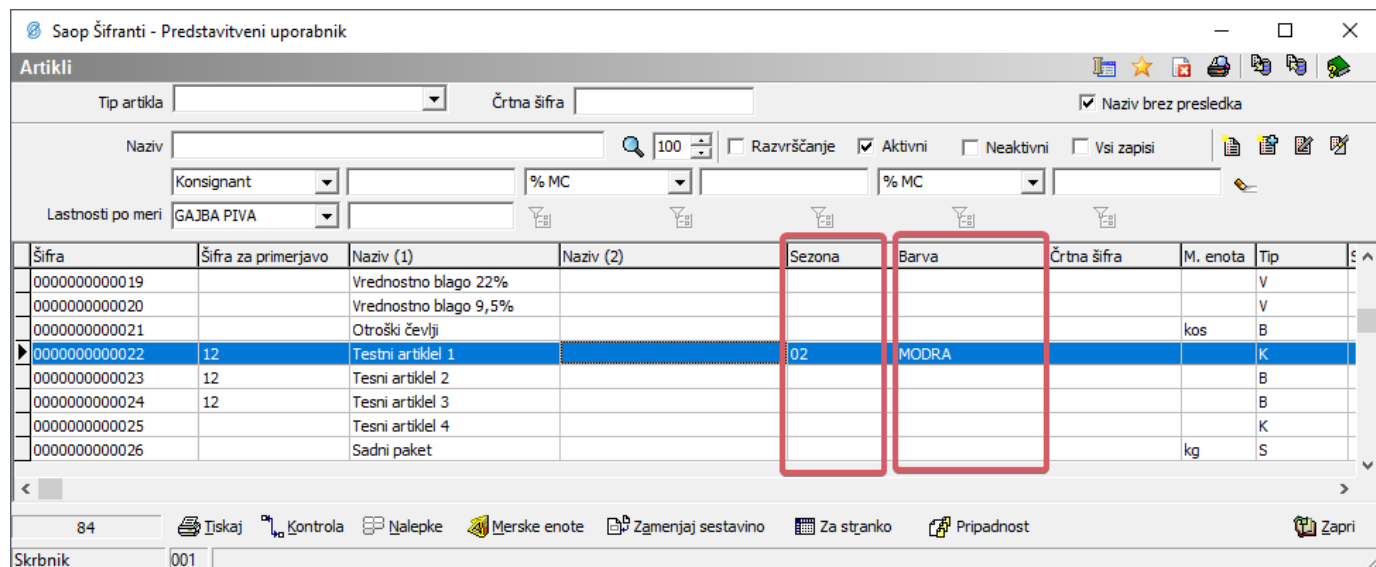 Saop Šifranti - Predstavitveni uporabnik
Artikli
Tip artikla Črtna šifra Naziv brez presledka
Naziv 100 Razvrščanje Aktivni Neaktivni Vsi zapisi
Konsignant % MC % MC
Lastnosti po meri GAJBA PIVA
Šifra Šifra za primerjavo Naziv (1) Naziv (2) Sezona Barva Črtna šifra M. enota Tip
0000000000019 Vrednostno blago 22% V
0000000000020 Vrednostno blago 9,5% V
0000000000021 Otroški čevlji kos B
0000000000022 12 Testni artiklel 1 02 MODRA K
0000000000023 12 Tesni artiklel 2 B
0000000000024 12 Tesni artiklel 3 B
0000000000025 Tesni artiklel 4 K
0000000000026 Sadni paket kg S
84 Tiskaj Kontrola Nalepke Merske enote Zamenjaj sestavino Za stranko Pripadnost Zapri
Skrbnik 001